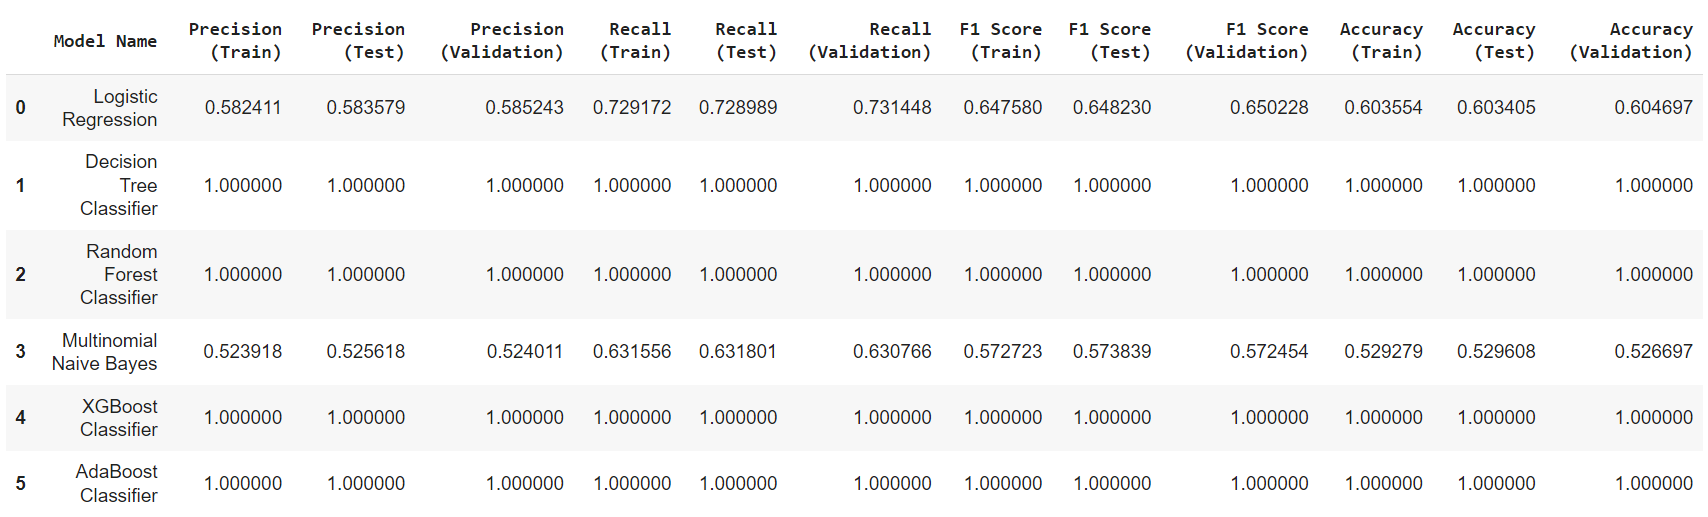 Model Name Precision (Train) Precision (Test) Precision (Validation) Recall (Train) Recall (Test) Recall (Validation) F1 Score (Train) F1 Score (Test) F1 Score (Validation) Accuracy (Train) Accuracy (Test) Accuracy (Validation)
0 Logistic Regression 0.582411 0.583579 0.585243 0.729172 0.728989 0.731448 0.647580 0.648230 0.650228 0.603554 0.603405 0.604697
1 Decision Tree Classifier 1.000000 1.000000 1.000000 1.000000 1.000000 1.000000 1.000000 1.000000 1.000000 1.000000 1.000000 1.000000
2 Random Forest Classifier 1.000000 1.000000 1.000000 1.000000 1.000000 1.000000 1.000000 1.000000 1.000000 1.000000 1.000000 1.000000
3 Multinomial Naive Bayes 0.523918 0.525618 0.524011 0.631556 0.631801 0.630766 0.572723 0.573839 0.572454 0.529279 0.529608 0.526697
4 XGBoost Classifier 1.000000 1.000000 1.000000 1.000000 1.000000 1.000000 1.000000 1.000000 1.000000 1.000000 1.000000 1.000000
5 AdaBoost Classifier 1.000000 1.000000 1.000000 1.000000 1.000000 1.000000 1.000000 1.000000 1.000000 1.000000 1.000000 1.000000